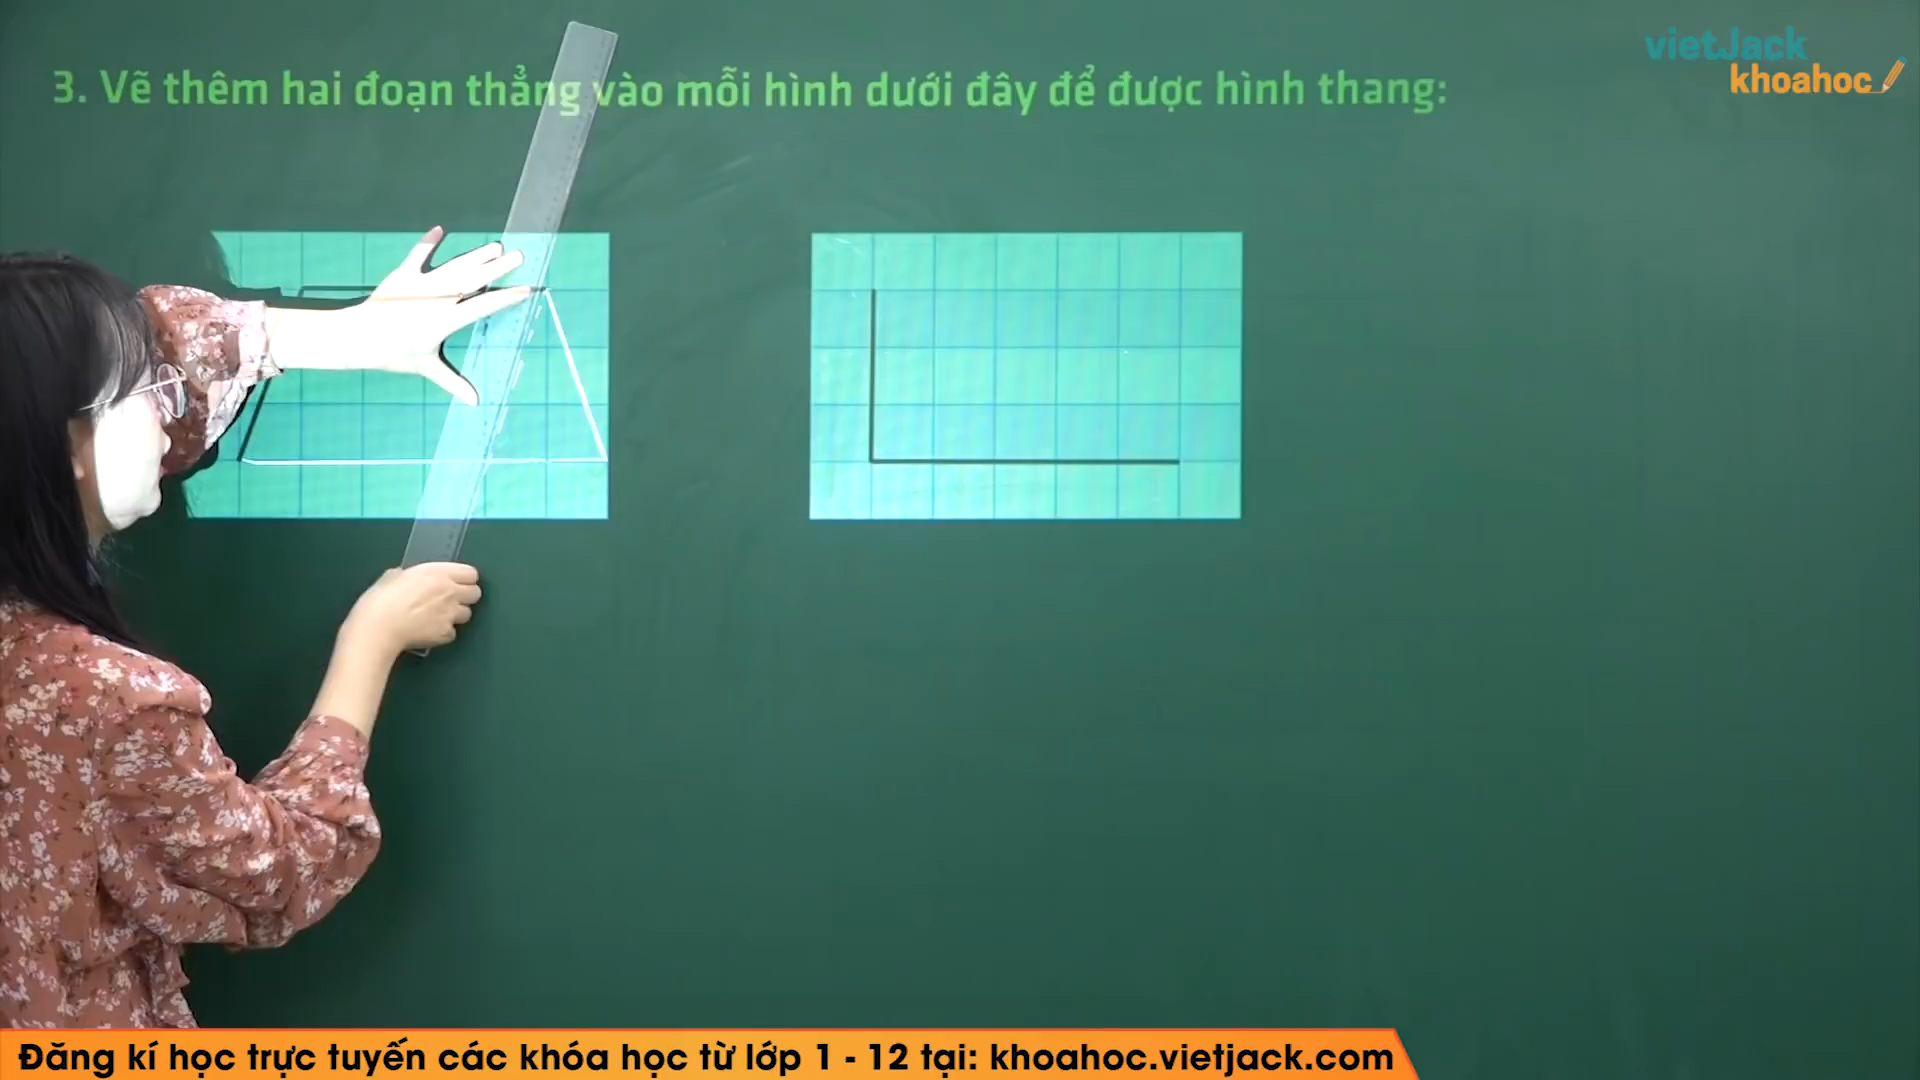 vietJack
khoahoc
3. Vẽ thêm hai đoạn thẳng vào mỗi hình dưới đây để được hình thang:
Đăng kí học trực tuyến các khóa học từ lớp 1 - 12 tại: khoahoc.vietjack.com